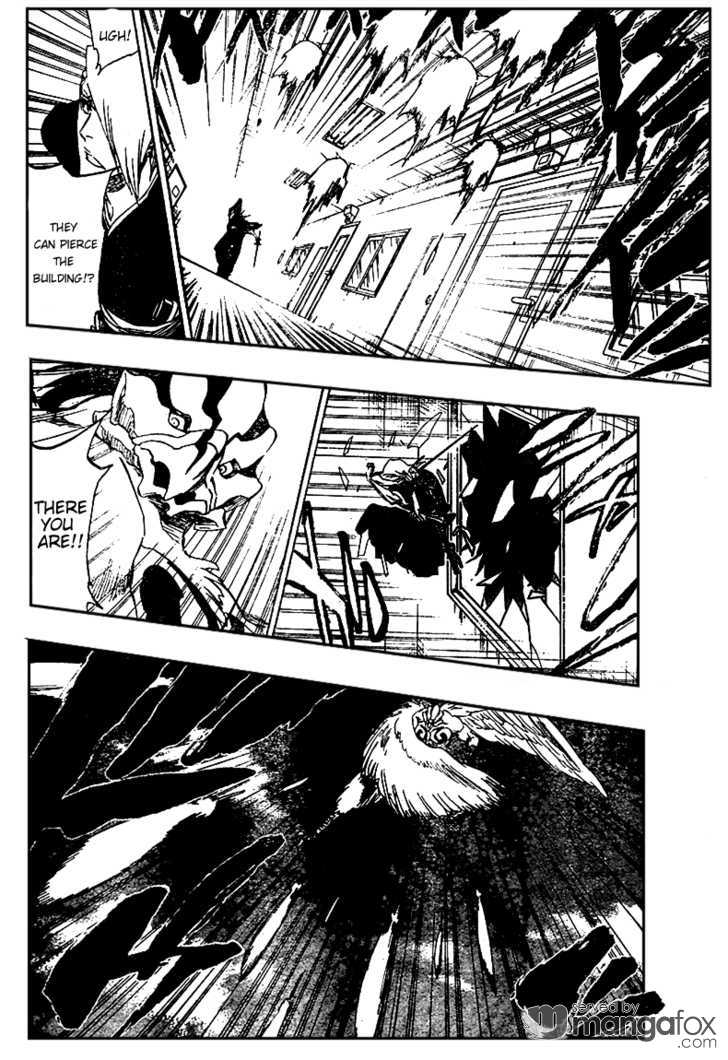 UGH!
THEY
CAN PIERCE
THE
BUILDING!?
THERE
YOU
ARE!!
served by
mangafox
.com